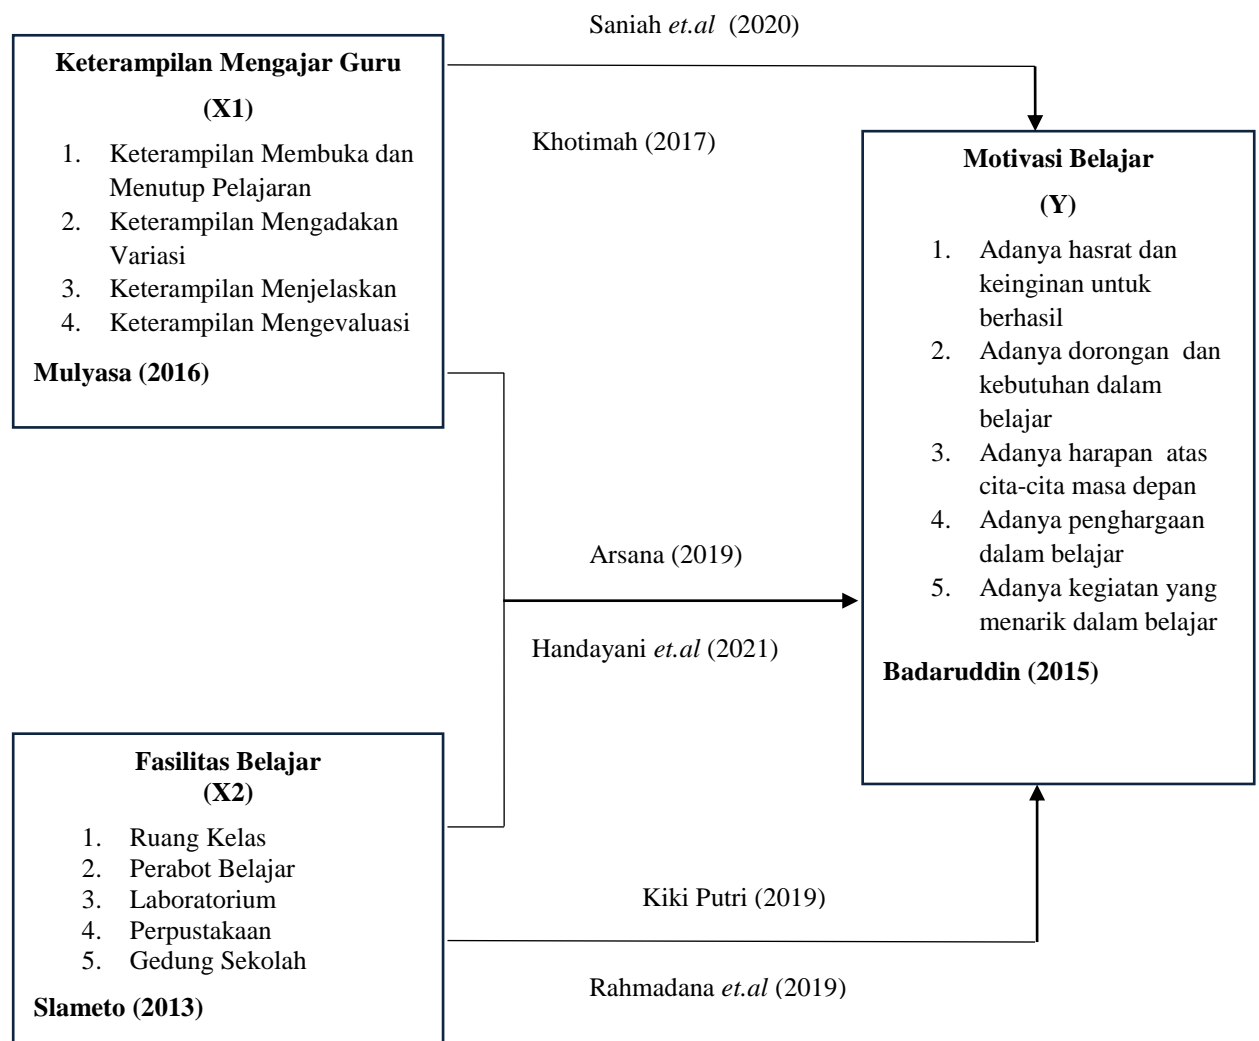 Saniah et.al (2020)
Keterampilan Mengajar Guru
(X1)
1. Keterampilan Membuka dan
Menutup Pelajaran
2. Keterampilan Mengadakan
Variasi
3. Keterampilan Menjelaskan
4. Keterampilan Mengevaluasi
Mulyasa (2016)
Khotimah (2017)
Motivasi Belajar
(Y)
1. Adanya hasrat dan
keinginan untuk
berhasil
2. Adanya dorongan dan
kebutuhan dalam
belajar
3. Adanya harapan atas
cita-cita masa depan
4. Adanya penghargaan
dalam belajar
5. Adanya kegiatan yang
menarik dalam belajar
Badaruddin (2015)
Arsana (2019)
Handayani et.al (2021)
Fasilitas Belajar
(X2)
1. Ruang Kelas
2. Perabot Belajar
3. Laboratorium
4. Perpustakaan
5. Gedung Sekolah
Slameto (2013)
Kiki Putri (2019)
Rahmadana et.al (2019)